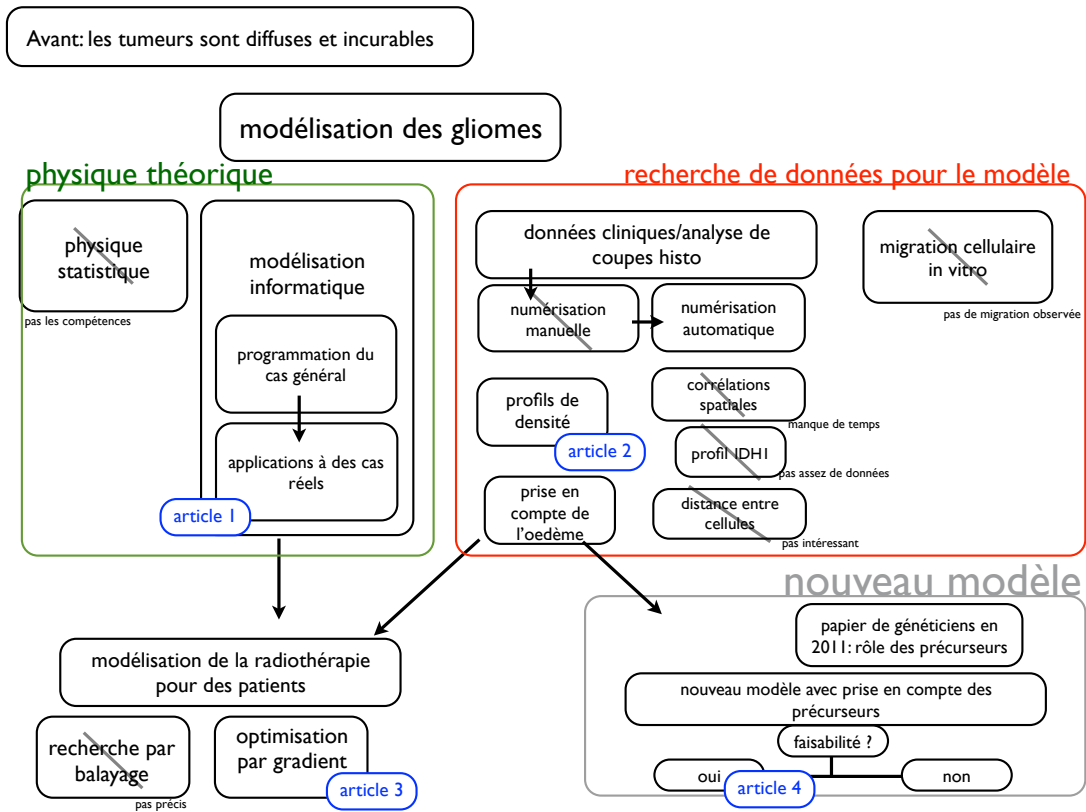 Avant: les tumeurs sont diffuses et incurables
modélisation des gliomes
physique théorique
physique
statistique
pas les compétences
modélisation
informatique
programmation du
cas général
applications à des cas
réels
article 1
recherche de données pour le modèle
données cliniques/analyse de
coupes histo
numérisation
manuelle
numérisation
automatique
migration cellulaire
in vitro
pas de migration observée
profils de
densité
article 2
corrélations
spatiales
manque de temps
profil IDH1
pas assez de données
prise en
compte de
l'oedème
distance entre
cellules
pas intéressant
modélisation de la radiothérapie
pour des patients
recherche par
balayage
pas précis
optimisation
par gradient
article 3
nouveau modèle
papier de généticiens en
2011: rôle des précurseurs
nouveau modèle avec prise en compte des
précurseurs
faisabilité ?
oui
article 4
non